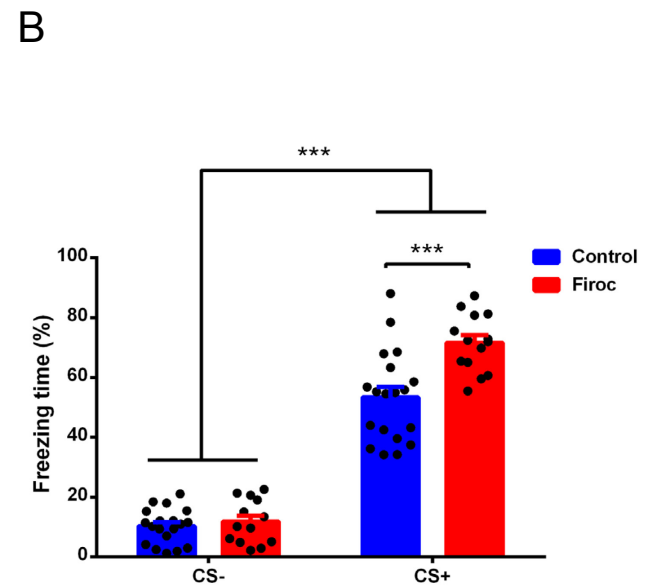 B
***
***
100
80
60
40
20
0
Freezing time (%)
CS-
CS+
Control
Firoc